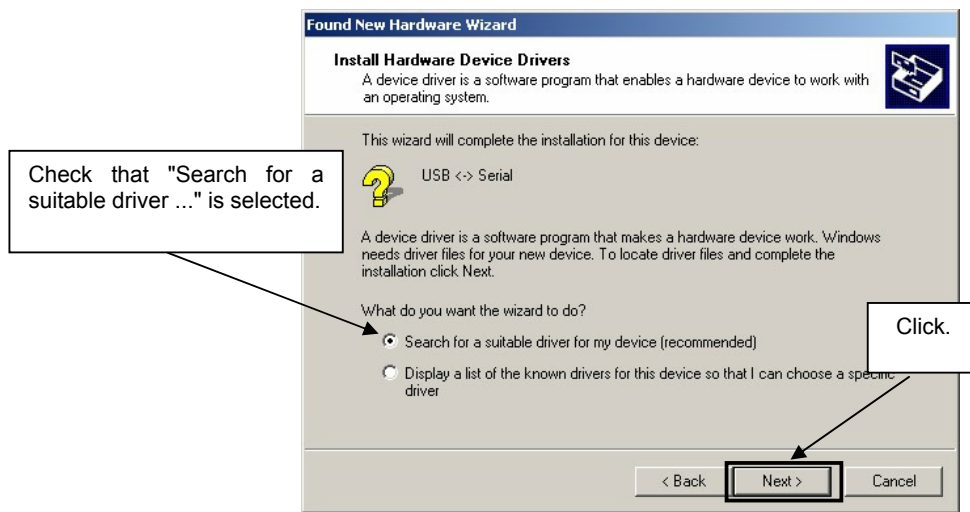 Found New Hardware Wizard
Install Hardware Device Drivers
A device driver is a software program that enables a hardware device to work with
an operating system.
This wizard will complete the installation for this device:
USB <-> Serial
Check that "Search for a
suitable driver ..." is selected.
A device driver is a software program that makes a hardware device work. Windows
needs driver files for your new device. To locate driver files and complete the
installation click Next.
What do you want the wizard to do?
Click.
Search for a suitable driver for my device (recommended)
Display a list of the known drivers for this device so that I can choose a specific
driver
< Back
Next >
Cancel